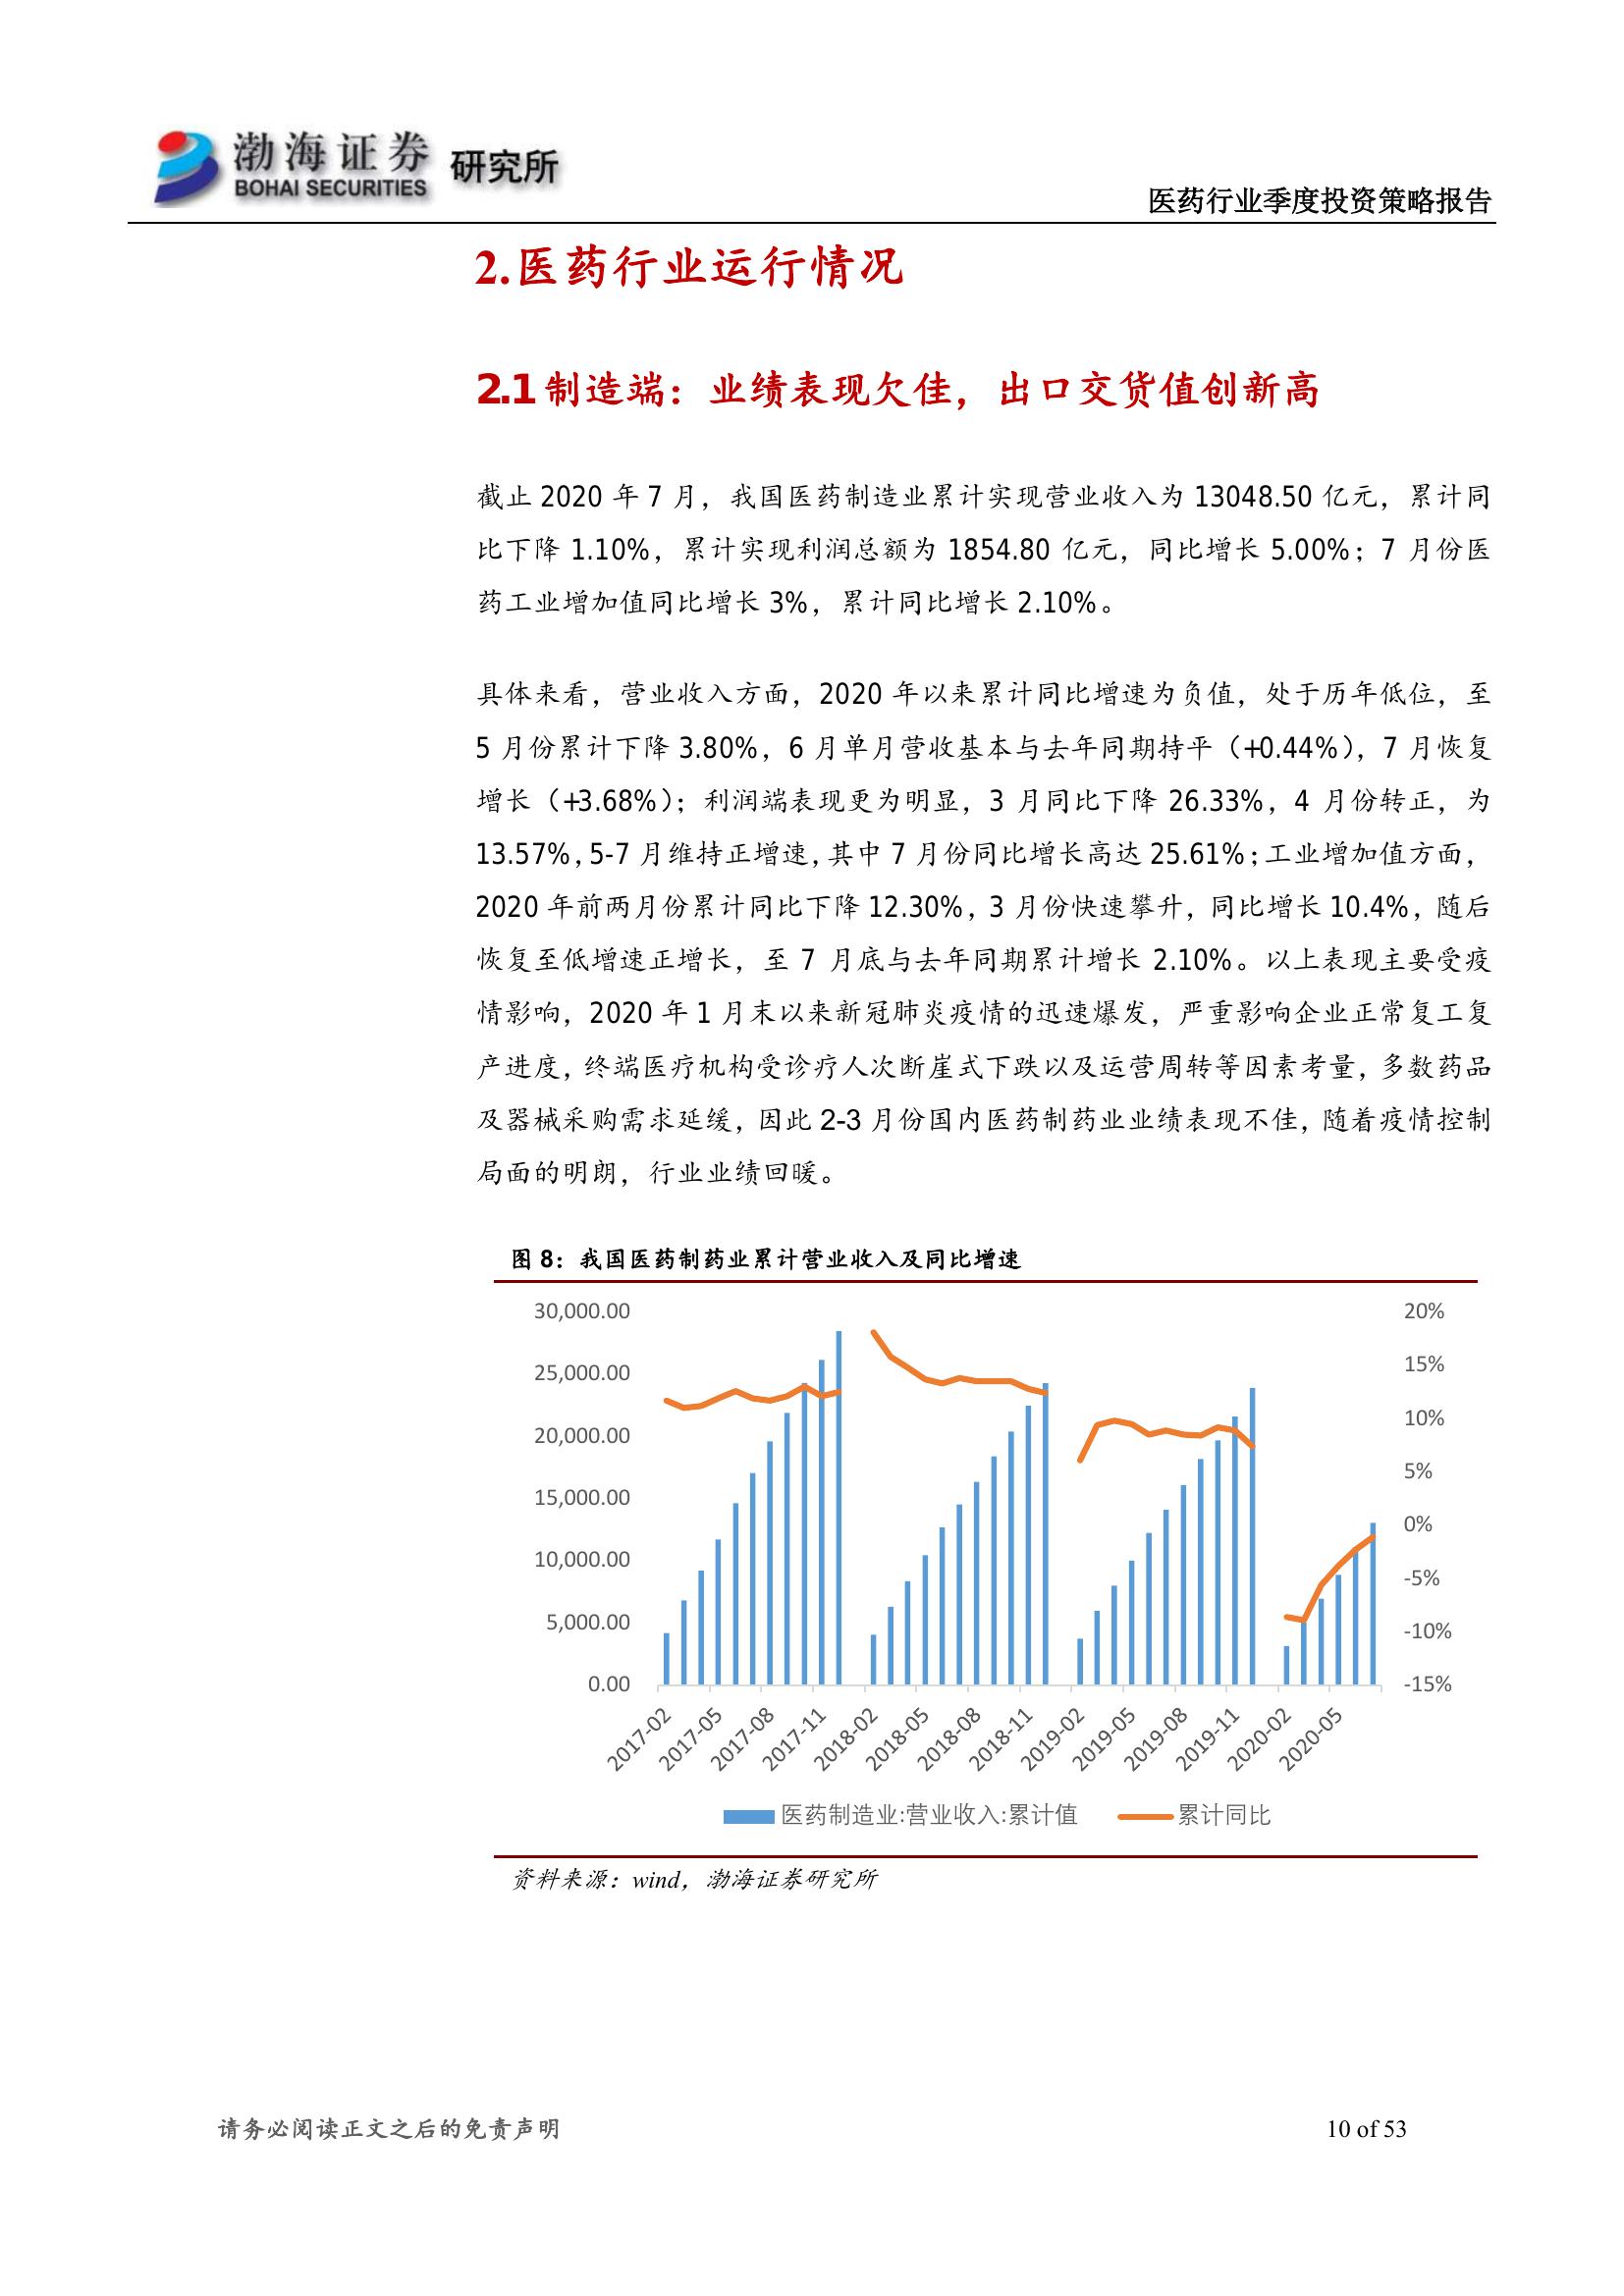 渤海证券 研究所
BOHAI SECURITIES
医药行业季度投资策略报告
2.医药行业运行情况
2.1 制造端：业绩表现欠佳，出口交货值创新高
截止 2020 年 7 月，我国医药制造业累计实现营业收入为 13048.50 亿元，累计同
比下降 1.10%，累计实现利润总额为 1854.80 亿元，同比增长 5.00%；7 月份医
药工业增加值同比增长 3%，累计同比增长 2.10%。
具体来看，营业收入方面，2020 年以来累计同比增速为负值，处于历年低位，至
5 月份累计下降 3.80%，6 月单月营收基本与去年同期持平（+0.44%），7 月恢复
增长（+3.68%）；利润端表现更为明显，3 月同比下降 26.33%，4 月份转正，为
13.57%，5-7 月维持正增速，其中 7 月份同比增长高达 25.61%；工业增加值方面，
2020 年前两月份累计同比下降 12.30%，3 月份快速攀升，同比增长 10.4%，随后
恢复至低增速正增长，至 7 月底与去年同期累计增长 2.10%。以上表现主要受疫
情影响，2020 年 1 月末以来新冠肺炎疫情的迅速爆发，严重影响企业正常复工复
产进度，终端医疗机构受诊疗人次断崖式下跌以及运营周转等因素考量，多数药品
及器械采购需求延缓，因此 2-3 月份国内医药制药业业绩表现不佳，随着疫情控制
局面的明朗，行业业绩回暖。
图 8：我国医药制药业累计营业收入及同比增速
30,000.00
25,000.00
20,000.00
15,000.00
10,000.00
5,000.00
0.00
20%
15%
10%
5%
0%
-5%
-10%
-15%
2017-02
2017-05
2017-08
2017-11
2018-02
2018-05
2018-08
2018-11
2019-02
2019-05
2019-08
2019-11
2020-02
2020-05
医药制造业:营业收入:累计值
累计同比
资料来源：wind，渤海证券研究所
请务必阅读正文之后的免责声明
10 of 53